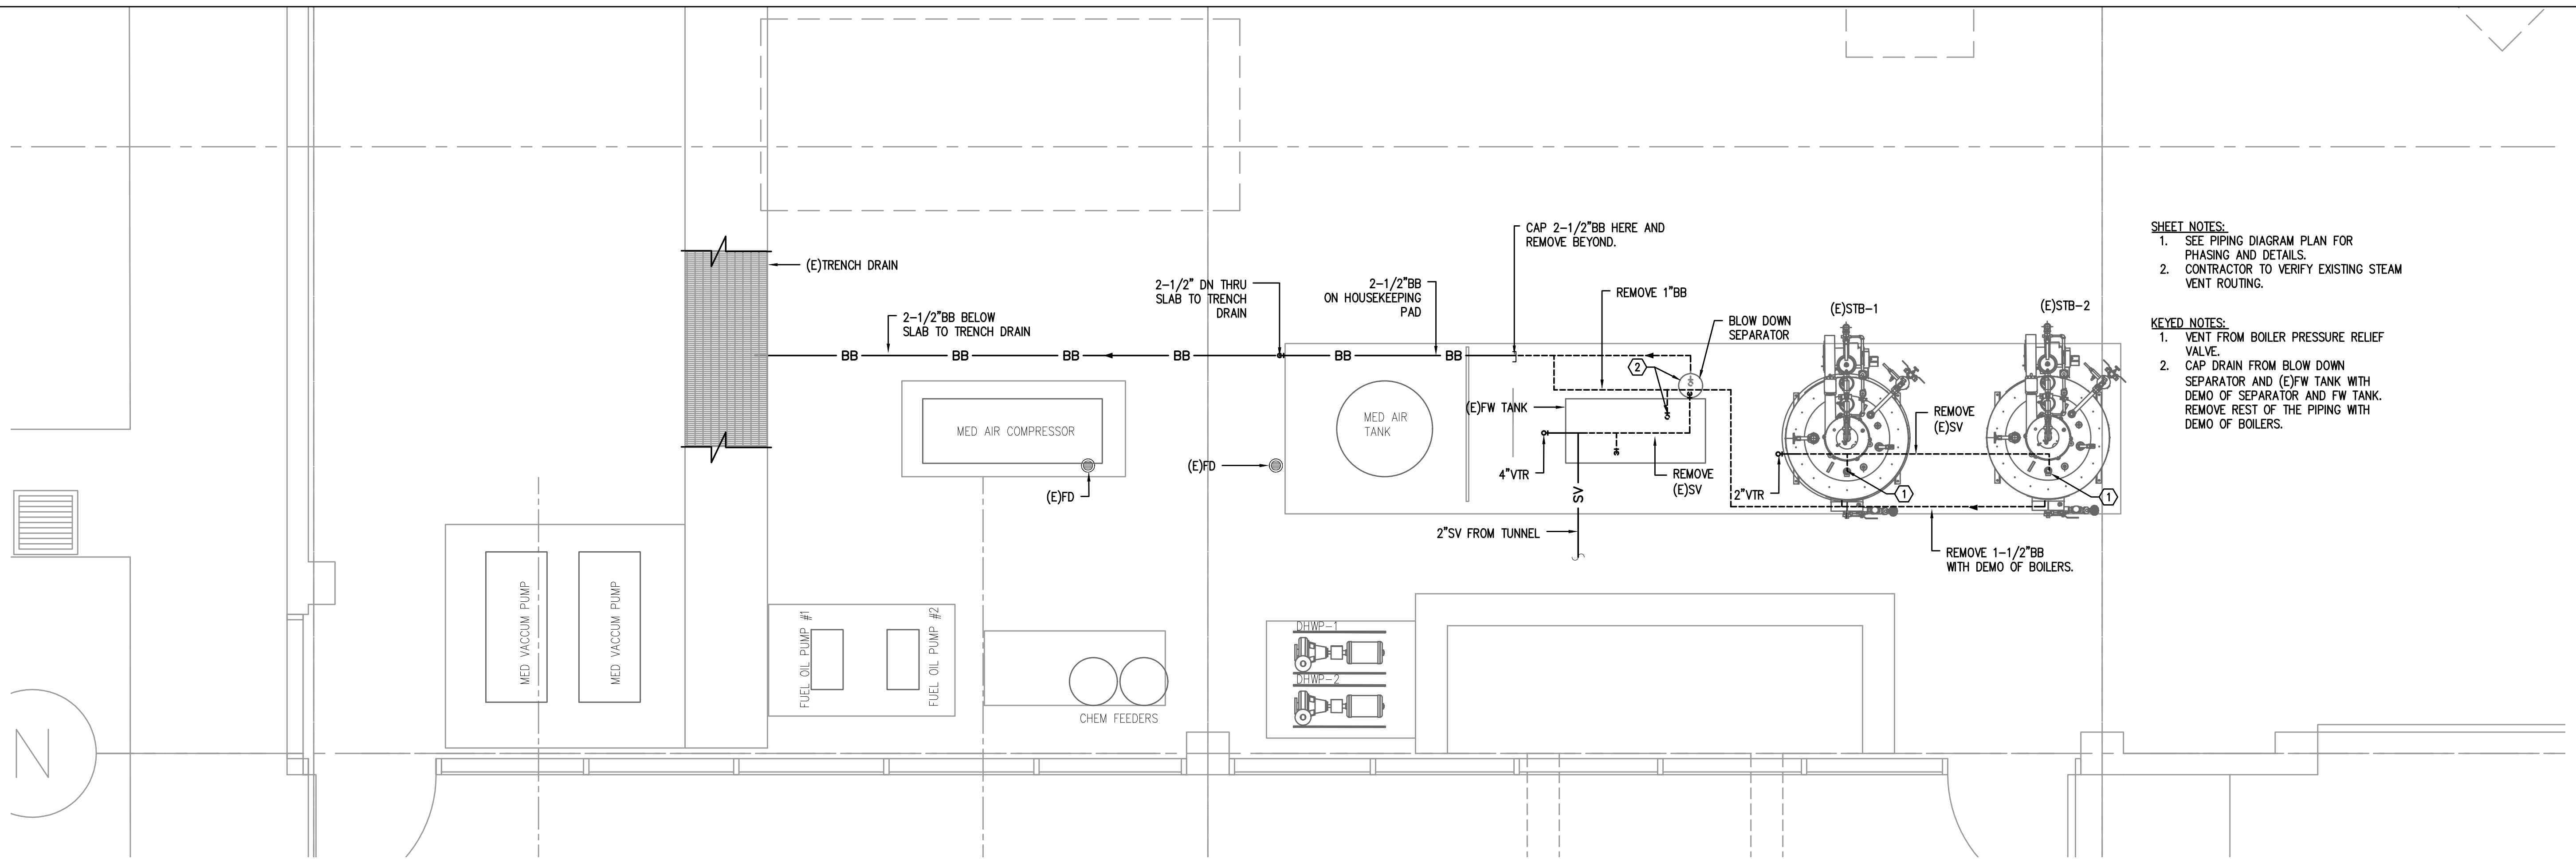 CAP 2-1/2"BB HERE AND
REMOVE BEYOND.
(E)TRENCH DRAIN
2-1/2" DN THRU
SLAB TO TRENCH
DRAIN
2-1/2"BB
ON HOUSEKEEPING
PAD
REMOVE 1"BB
2-1/2"BB BELOW
SLAB TO TRENCH DRAIN
BLOW DOWN
SEPARATOR
(E)STB-1
(E)STB-2
BB
BB
BB
BB
BB
BB
2
MED AIR COMPRESSOR
MED AIR
TANK
(E)FW TANK
REMOVE
(E)SV
(E)FD
(E)FD
4"VTR
SV
REMOVE
(E)SV
2"VTR
1
1
2"SV FROM TUNNEL
REMOVE 1-1/2"BB
WITH DEMO OF BOILERS.
SHEET NOTES:
1. SEE PIPING DIAGRAM PLAN FOR
PHASING AND DETAILS.
2. CONTRACTOR TO VERIFY EXISTING STEAM
VENT ROUTING.
KEYED NOTES:
1. VENT FROM BOILER PRESSURE RELIEF
VALVE.
2. CAP DRAIN FROM BLOW DOWN
SEPARATOR AND (E)FW TANK WITH
DEMO OF SEPARATOR AND FW TANK.
REMOVE REST OF THE PIPING WITH
DEMO OF BOILERS.
MED VACCUM PUMP
MED VACCUM PUMP
FUEL OIL PUMP #1
FUEL OIL PUMP #2
CHEM FEEDERS
DHWP-1
DHWP-2
N